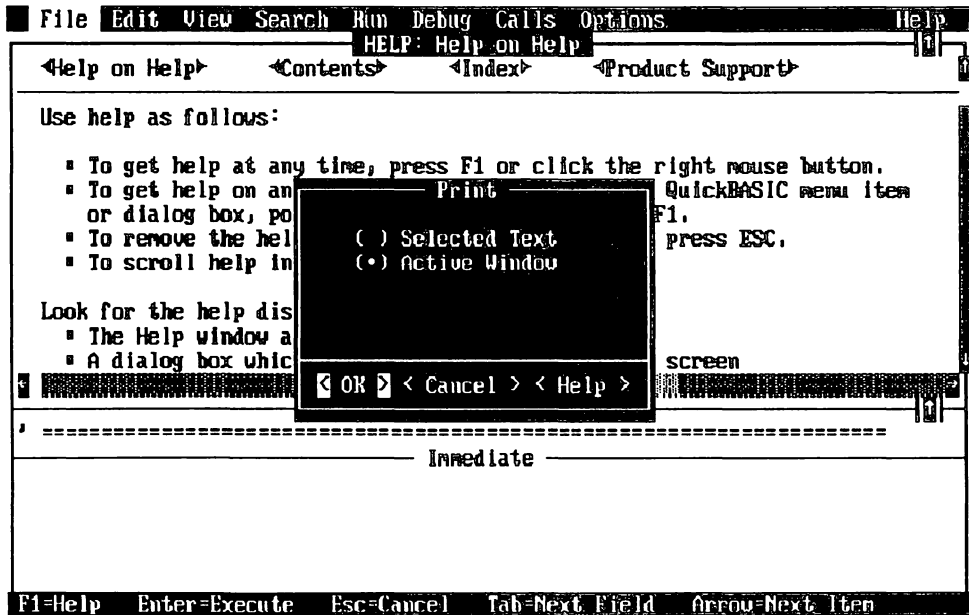 File Edit View Search Run Debug Calls Options Help
HELP: Help on Help
◄Help on Help► ◄Contents► ◄Index► ◄Product Support►
Use help as follows:
▪ To get help at any time, press F1 or click the right mouse button.
▪ To get help on an QuickBASIC menu item
or dialog box, po F1.
▪ To remove the hel press ESC.
▪ To scroll help in
Look for the help dis
▪ The Help window a
▪ A dialog box whic screen
Print
( ) Selected Text
(•) Active Window
< OK > < Cancel > < Help >
' ========================================================================
Immediate
F1=Help Enter=Execute Esc=Cancel Tab=Next Field Arrow=Next Item